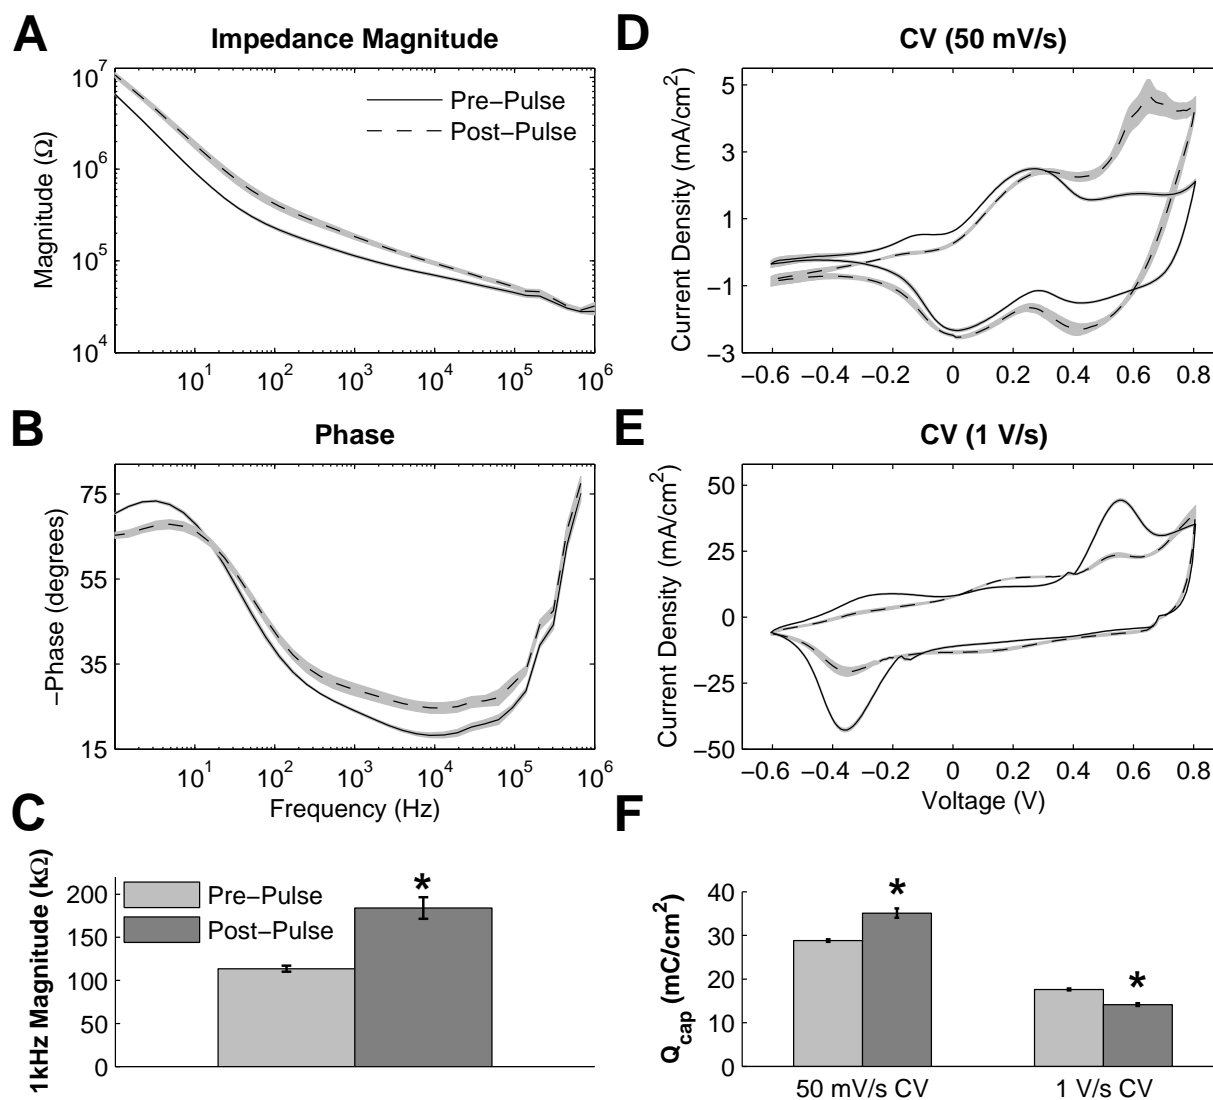 A
Impedance Magnitude
Magnitude (Ω)
10^7
10^6
10^5
10^4
Pre−Pulse
Post−Pulse
10^1 10^2 10^3 10^4 10^5 10^6
B
Phase
−Phase (degrees)
75
55
35
15
10^1 10^2 10^3 10^4 10^5 10^6
Frequency (Hz)
C
1kHz Magnitude (kΩ)
200
150
100
50
0
Pre−Pulse
Post−Pulse
*
D
CV (50 mV/s)
Current Density (mA/cm^2)
5
3
1
−1
−3
−0.6 −0.4 −0.2 0 0.2 0.4 0.6 0.8
E
CV (1 V/s)
Current Density (mA/cm^2)
50
25
0
−25
−50
−0.6 −0.4 −0.2 0 0.2 0.4 0.6 0.8
Voltage (V)
F
Q_cap (mC/cm^2)
40
30
20
10
0
*
*
50 mV/s CV 1 V/s CV